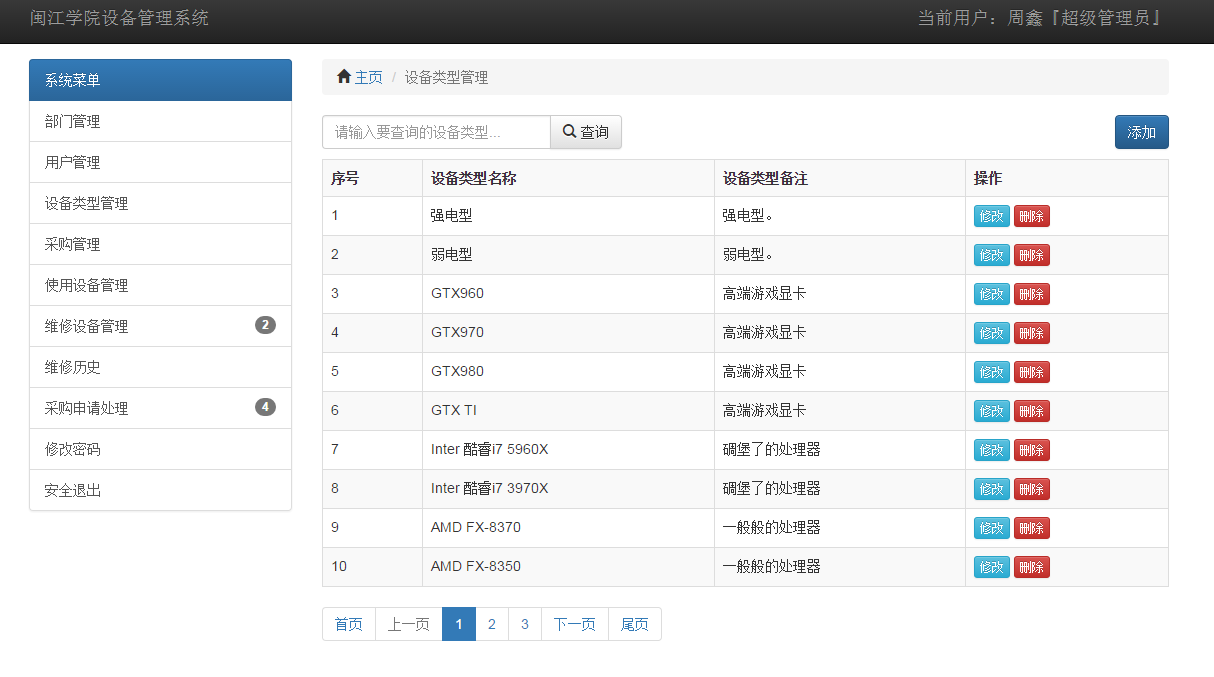 闽江学院设备管理系统 当前用户：周鑫『超级管理员』
系统菜单
部门管理
用户管理
设备类型管理
采购管理
使用设备管理
维修设备管理 2
维修历史
采购申请处理 4
修改密码
安全退出
主页 / 设备类型管理
请输入要查询的设备类型... 查询 添加
序号 设备类型名称 设备类型备注 操作
1 强电型 强电型。 修改 删除
2 弱电型 弱电型。 修改 删除
3 GTX960 高端游戏显卡 修改 删除
4 GTX970 高端游戏显卡 修改 删除
5 GTX980 高端游戏显卡 修改 删除
6 GTX TI 高端游戏显卡 修改 删除
7 Inter 酷睿i7 5960X 碉堡了的处理器 修改 删除
8 Inter 酷睿i7 3970X 碉堡了的处理器 修改 删除
9 AMD FX-8370 一般般的处理器 修改 删除
10 AMD FX-8350 一般般的处理器 修改 删除
首页 上一页 1 2 3 下一页 尾页